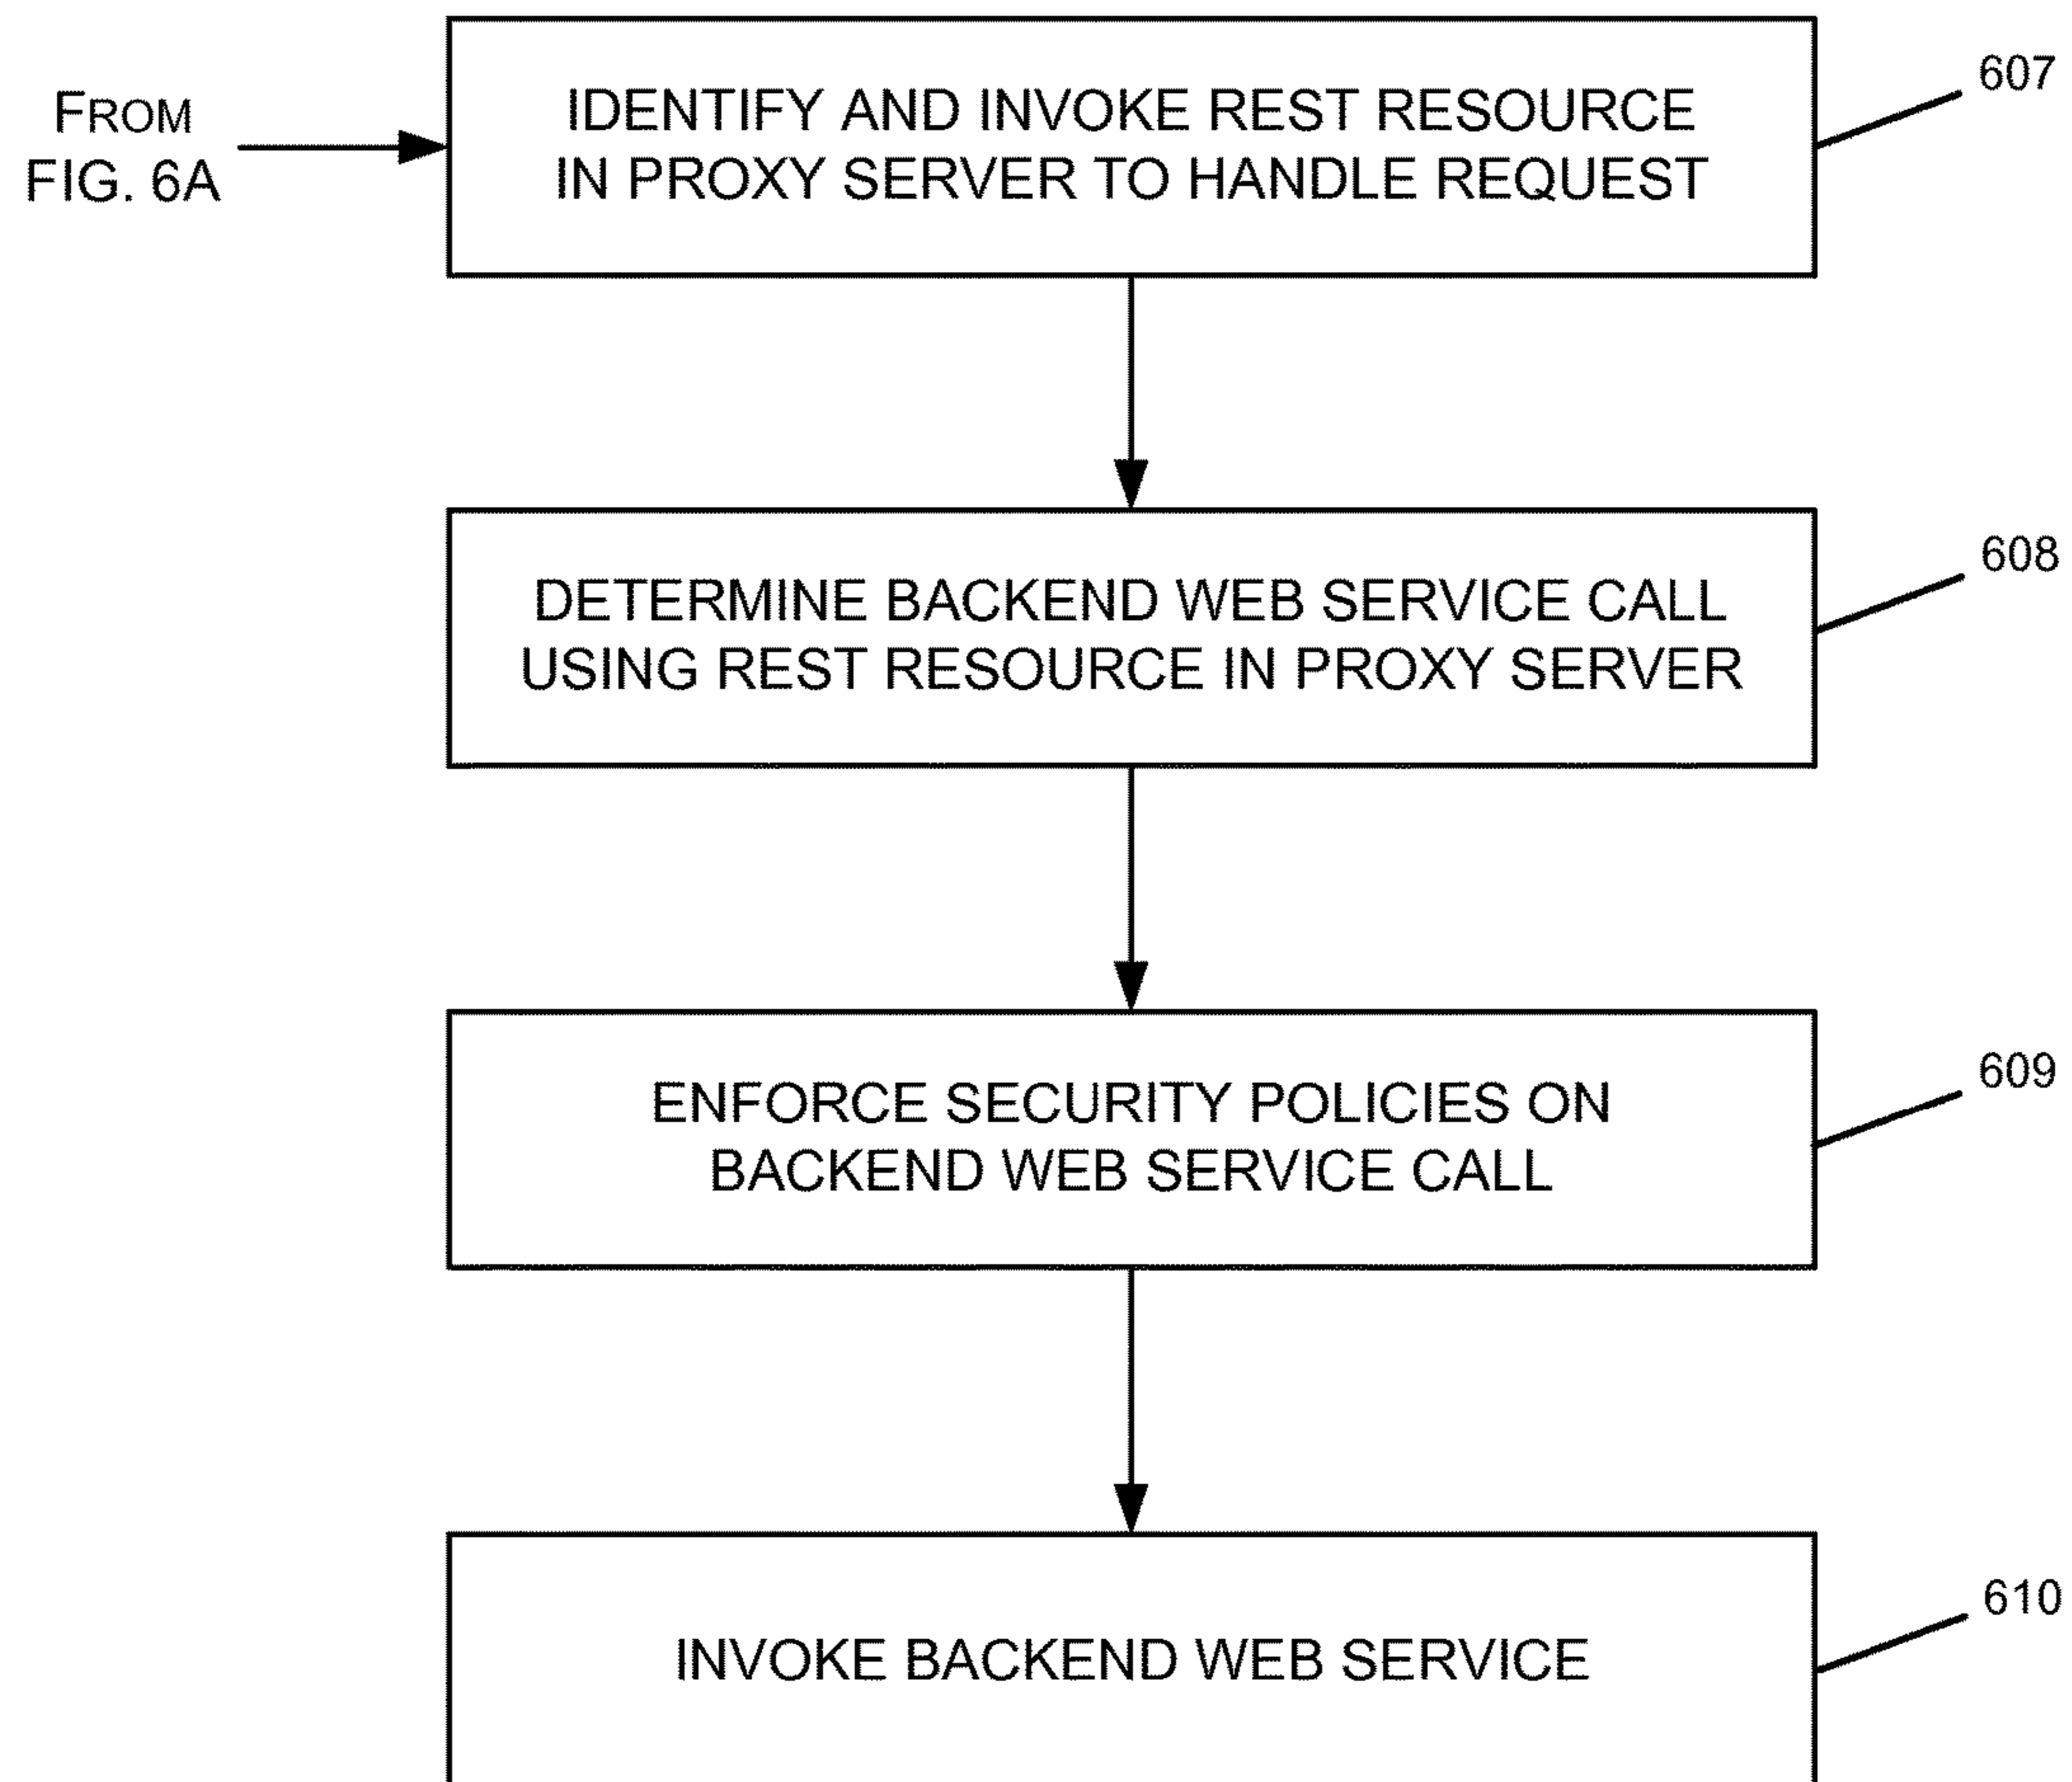 FROM
FIG. 6A
IDENTIFY AND INVOKE REST RESOURCE
IN PROXY SERVER TO HANDLE REQUEST
607
DETERMINE BACKEND WEB SERVICE CALL
USING REST RESOURCE IN PROXY SERVER
608
ENFORCE SECURITY POLICIES ON
BACKEND WEB SERVICE CALL
609
INVOKE BACKEND WEB SERVICE
610